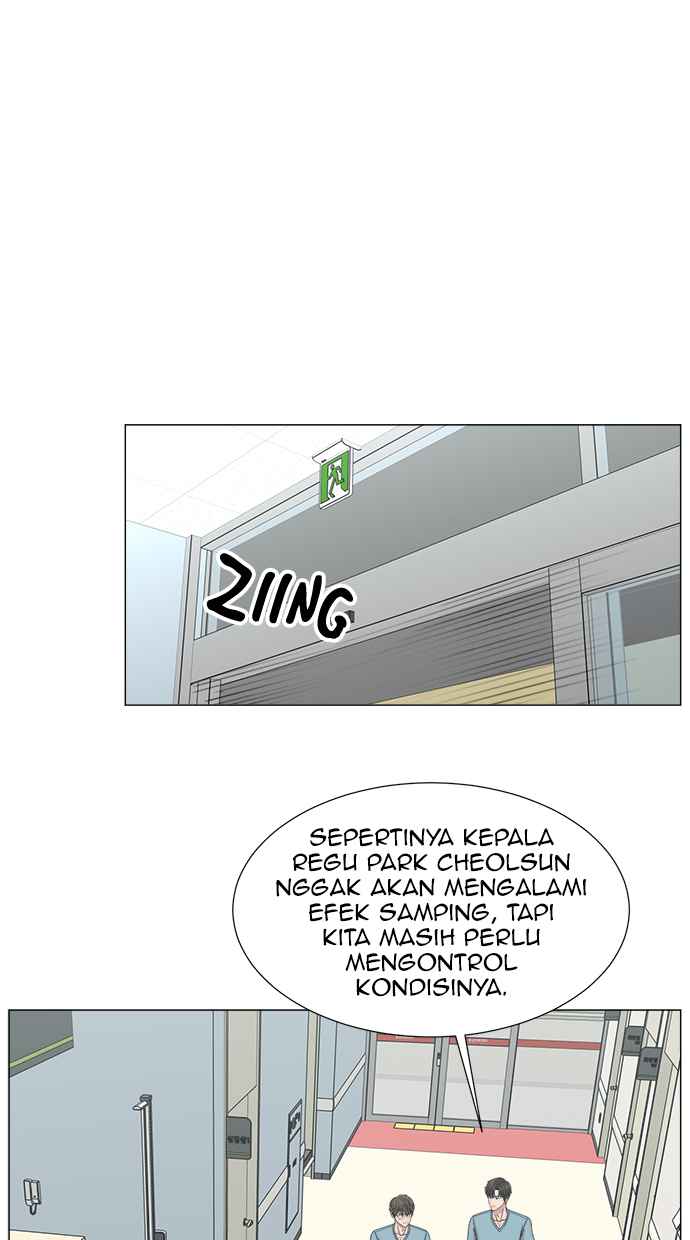 ZIING
SEPERTINYA KEPALA
REGU PARK CHEOLSUN
NGGAK AKAN MENGALAMI
EFEK SAMPING, TAPI
KITA MASIH PERLU
MENGONTROL
KONDISINYA.